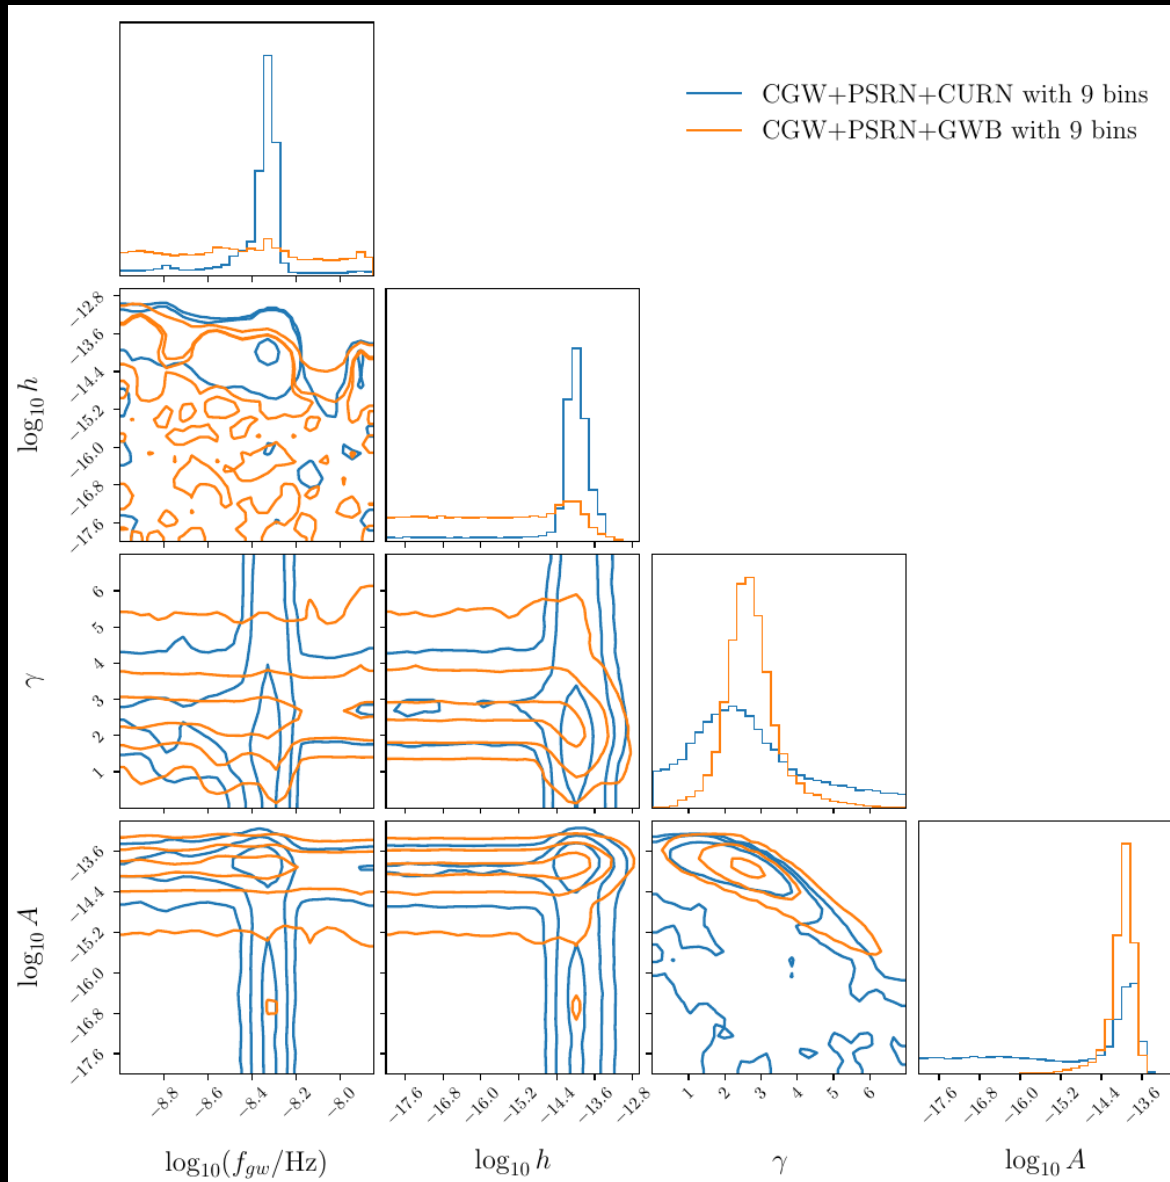 CGW+PSRN+CURN with 9 bins
CGW+PSRN+GWB with 9 bins
−12.8
−13.6
−14.4
−15.2
−16.0
−16.8
−17.6
log₁₀ h
6
5
4
3
2
1
γ
−13.6
−14.4
−15.2
−16.0
−16.8
−17.6
log₁₀ A
−8.8 −8.6 −8.4 −8.2 −8.0
−17.6 −16.8 −16.0 −15.2 −14.4 −13.6 −12.8
1 2 3 4 5 6
−17.6 −16.8 −16.0 −15.2 −14.4 −13.6
log₁₀(f_gw/Hz)
log₁₀ h
γ
log₁₀ A